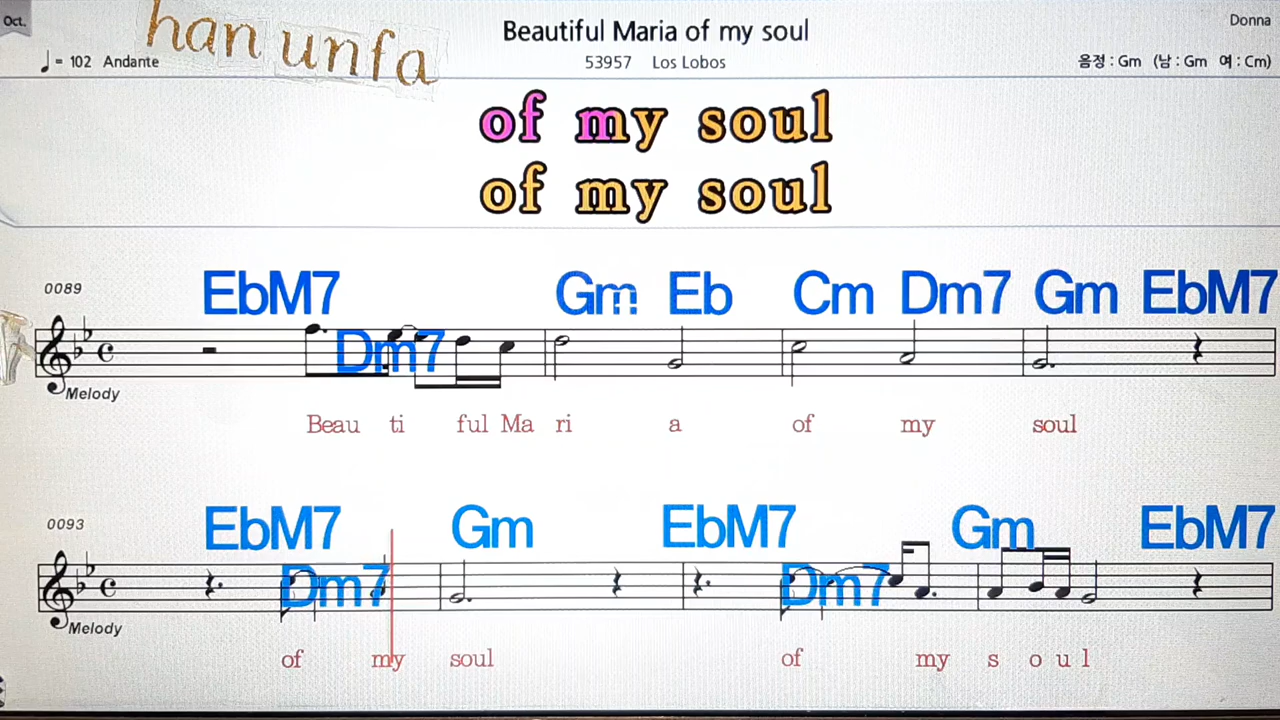 Oct.
han unfa
Beautiful Maria of my soul
Donna
♩= 102 Andante
53957 Los Lobos
음정 : Gm (남 : Gm 여 : Cm)
of my soul
of my soul
0089
EbM7 Dm7 Gm Eb Cm Dm7 Gm EbM7
Melody
Beau ti ful Ma ri a of my soul
0093
EbM7 Dm7 Gm EbM7 Dm7 Gm EbM7
Melody
of my soul of my s o u l